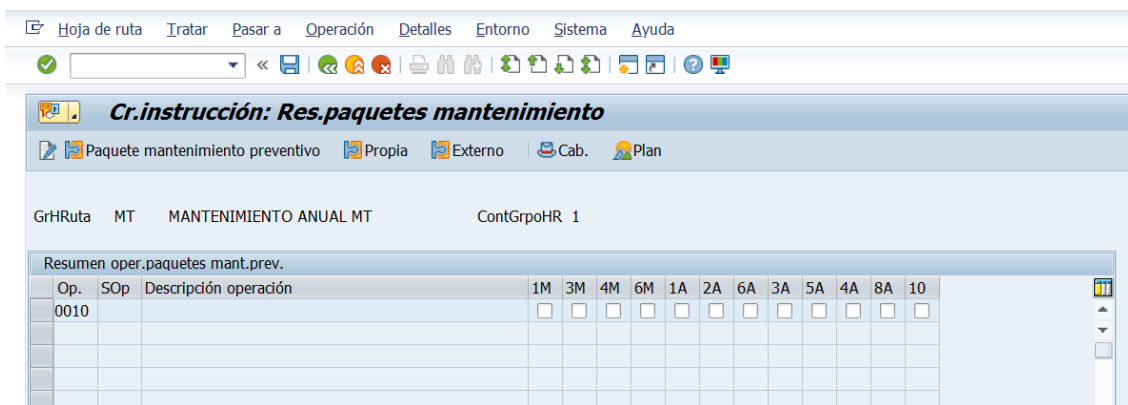 Hoja de ruta Tratar Pasar a Operación Detalles Entorno Sistema Ayuda
Cr.instrucción: Res.paquetes mantenimiento
Paquete mantenimiento preventivo Propia Externo Cab. Plan
GrHRuta MT MANTENIMIENTO ANUAL MT ContGrpoHR 1
Resumen oper.paquetes mant.prev.
Op. SOp Descripción operación 1M 3M 4M 6M 1A 2A 6A 3A 5A 4A 8A 10
0010